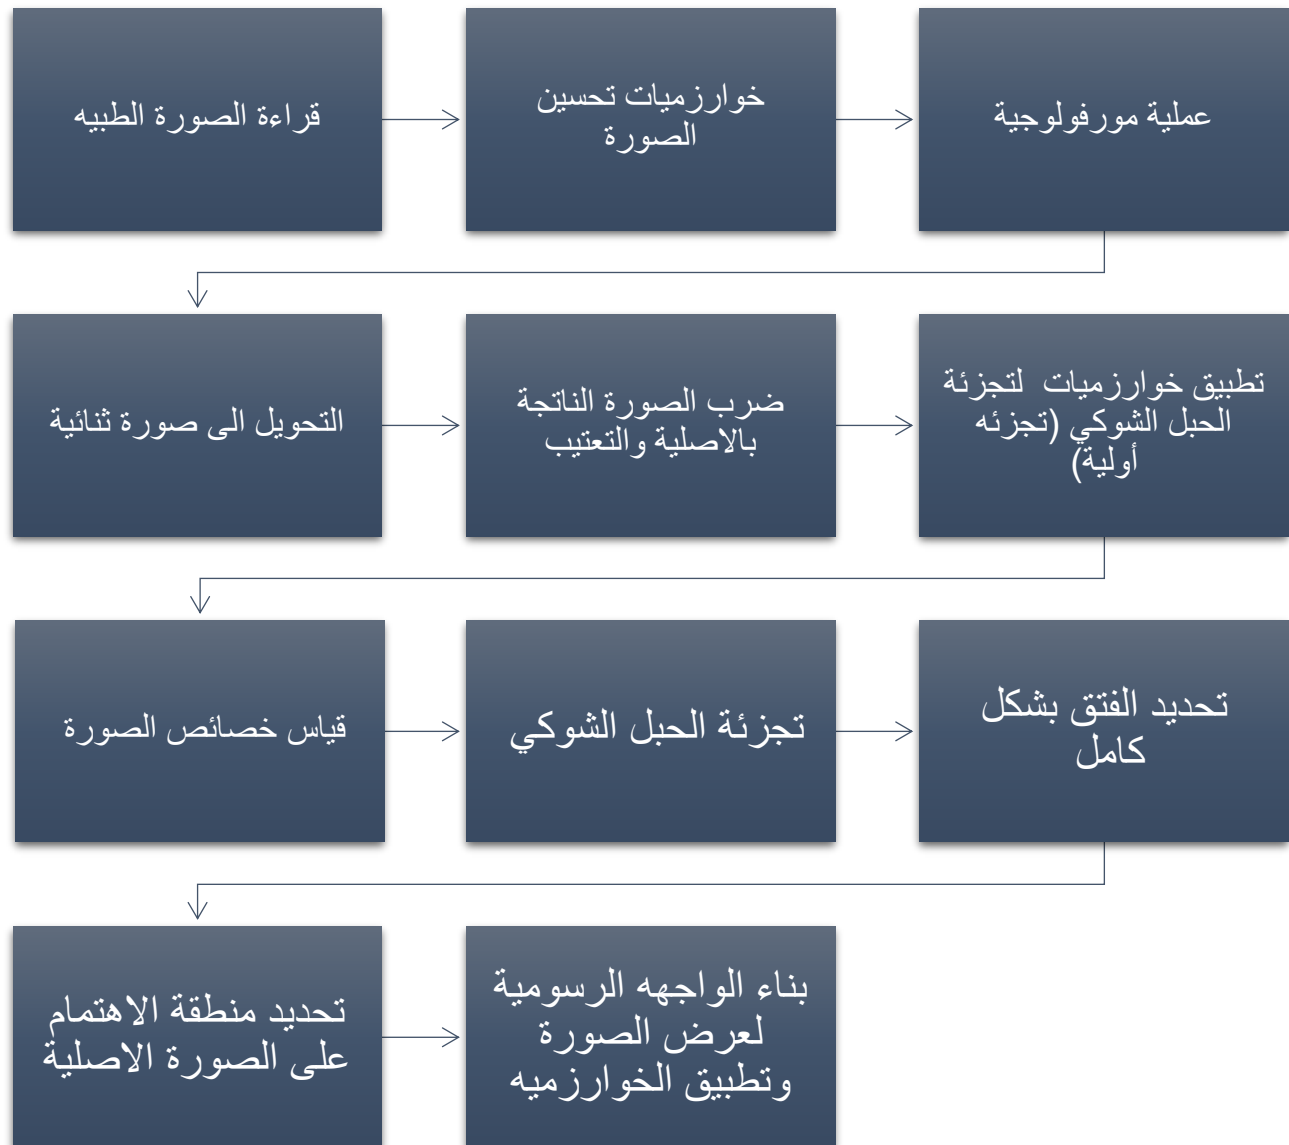 قراءة الصورة الطبيه
خوارزميات تحسين
الصورة
عملية مورفولوجية
التحويل الى صورة ثنائية
ضرب الصورة الناتجة
بالاصلية والتعتيب
تطبيق خوارزميات لتجزئة
الحبل الشوكي (تجزئه
أولية)
قياس خصائص الصورة
تجزئة الحبل الشوكي
تحديد الفتق بشكل
كامل
تحديد منطقة الاهتمام
على الصورة الاصلية
بناء الواجهه الرسومية
لعرض الصورة
وتطبيق الخوارزميه